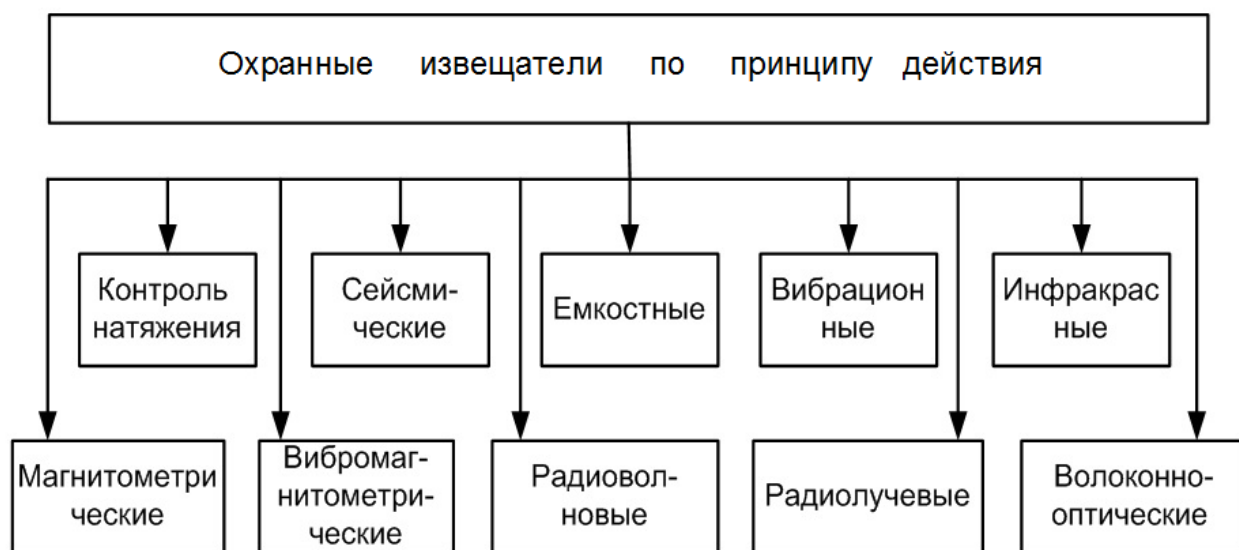 Охранные извещатели по принципу действия
Контроль
натяжения
Сейсми-
ческие
Емкостные
Вибрацион
ные
Инфракрас
ные
Магнитометри
ческие
Вибромаг-
нитометри-
ческие
Радиовол-
новые
Радиолучевые
Волоконно-
оптические